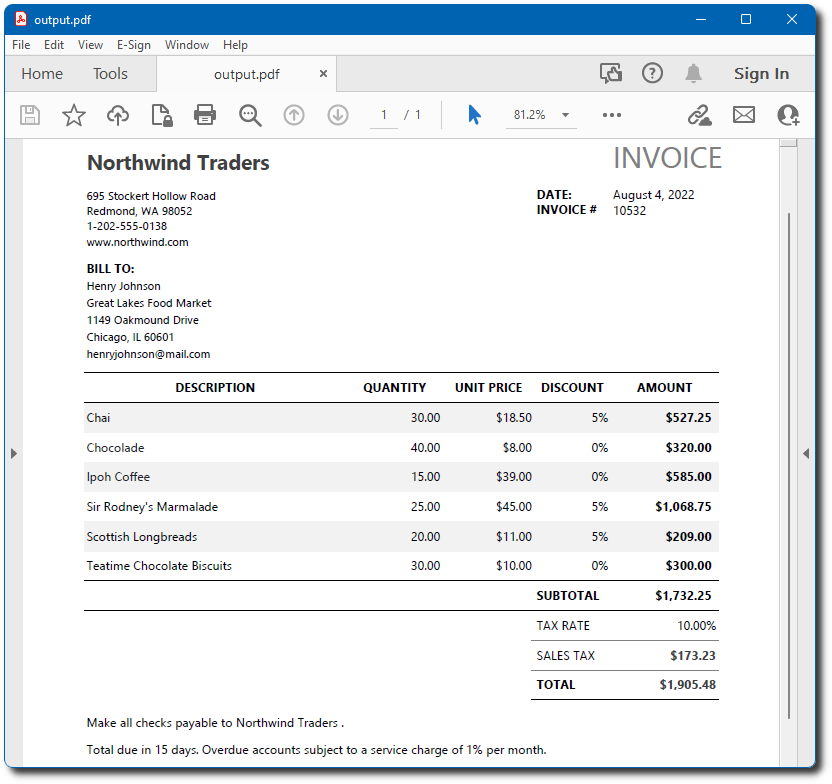 output.pdf
File Edit View E-Sign Window Help
Home Tools output.pdf × Sign In
1 / 1 81.2%
INVOICE
Northwind Traders
695 Stockert Hollow Road DATE: August 4, 2022
Redmond, WA 98052 INVOICE # 10532
1-202-555-0138
www.northwind.com
BILL TO:
Henry Johnson
Great Lakes Food Market
1149 Oakmound Drive
Chicago, IL 60601
henryjohnson@mail.com
DESCRIPTION QUANTITY UNIT PRICE DISCOUNT AMOUNT
Chai 30.00 $18.50 5% $527.25
Chocolade 40.00 $8.00 0% $320.00
Ipoh Coffee 15.00 $39.00 0% $585.00
Sir Rodney's Marmalade 25.00 $45.00 5% $1,068.75
Scottish Longbreads 20.00 $11.00 5% $209.00
Teatime Chocolate Biscuits 30.00 $10.00 0% $300.00
SUBTOTAL $1,732.25
TAX RATE 10.00%
SALES TAX $173.23
TOTAL $1,905.48
Make all checks payable to Northwind Traders .
Total due in 15 days. Overdue accounts subject to a service charge of 1% per month.